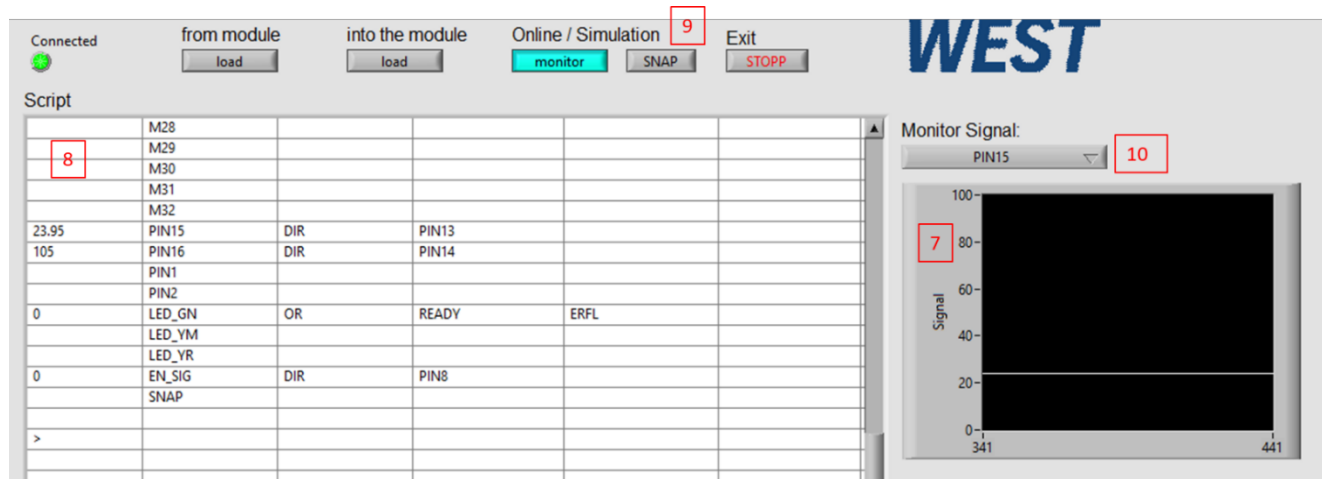 Connected
from module
load
into the module
load
Online / Simulation
monitor
SNAP
9
Exit
STOPP
WEST
Script
8
M28
M29
M30
M31
M32
23.95 PIN15 DIR PIN13
105 PIN16 DIR PIN14
PIN1
PIN2
0 LED_GN OR READY ERFL
LED_YM
LED_YR
0 EN_SIG DIR PIN8
SNAP
>
Monitor Signal:
PIN15
10
7
Signal
100
80
60
40
20
0
341 441